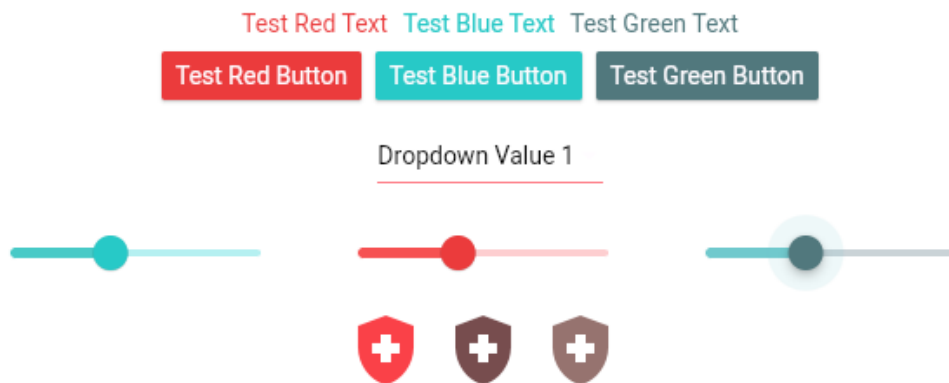 Test Red Text Test Blue Text Test Green Text
Test Red Button Test Blue Button Test Green Button
Dropdown Value 1